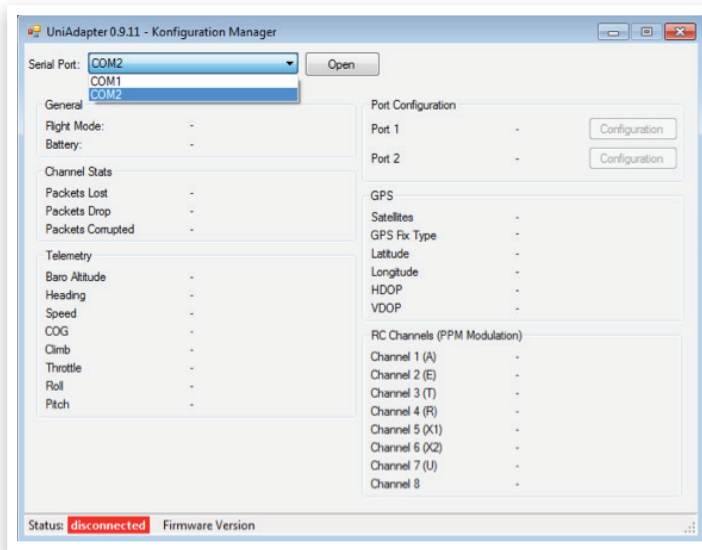 UniAdapter 0.9.11 - Konfiguration Manager
Serial Port: COM2 Open
COM1
COM2
General
Flight Mode: -
Battery: -
Channel Stats
Packets Lost -
Packets Drop -
Packets Corrupted -
Telemetry
Baro Altitude -
Heading -
Speed -
COG -
Climb -
Throttle -
Roll -
Pitch -
Port Configuration
Port 1 - Configuration
Port 2 - Configuration
GPS
Satellites -
GPS Fix Type -
Latitude -
Longitude -
HDOP -
VDOP -
RC Channels (PPM Modulation)
Channel 1 (A) -
Channel 2 (E) -
Channel 3 (T) -
Channel 4 (R) -
Channel 5 (X1) -
Channel 6 (X2) -
Channel 7 (U) -
Channel 8 -
Status: disconnected Firmware Version